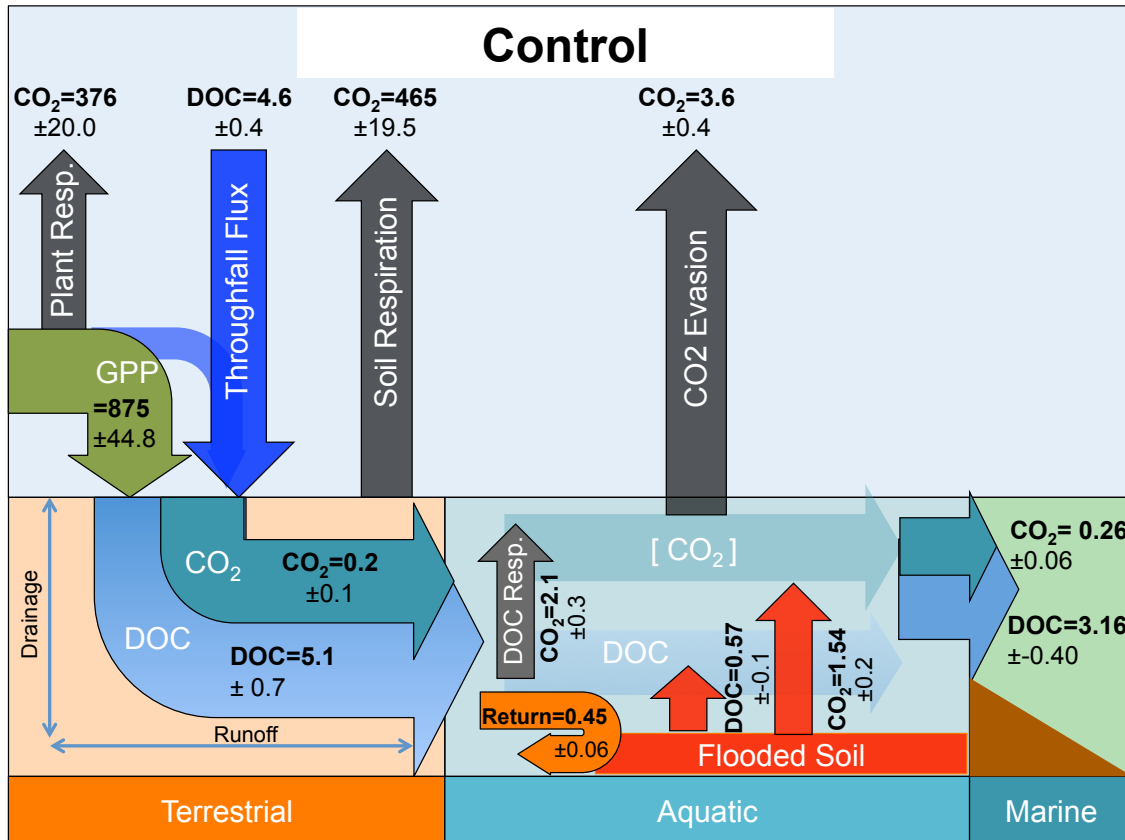 Control
CO₂=376
±20.0
DOC=4.6
±0.4
CO₂=465
±19.5
CO₂=3.6
±0.4
Plant Resp.
Throughfall Flux
Soil Respiration
CO2 Evasion
GPP
=875
±44.8
Drainage
CO₂
CO₂=0.2
±0.1
DOC
DOC=5.1
± 0.7
Runoff
DOC Resp.
CO₂=2.1
±0.3
[ CO₂ ]
DOC
DOC=0.57
±-0.1
CO₂=1.54
±0.2
Return=0.45
±0.06
Flooded Soil
CO₂= 0.26
±0.06
DOC=3.16
±-0.40
Terrestrial
Aquatic
Marine